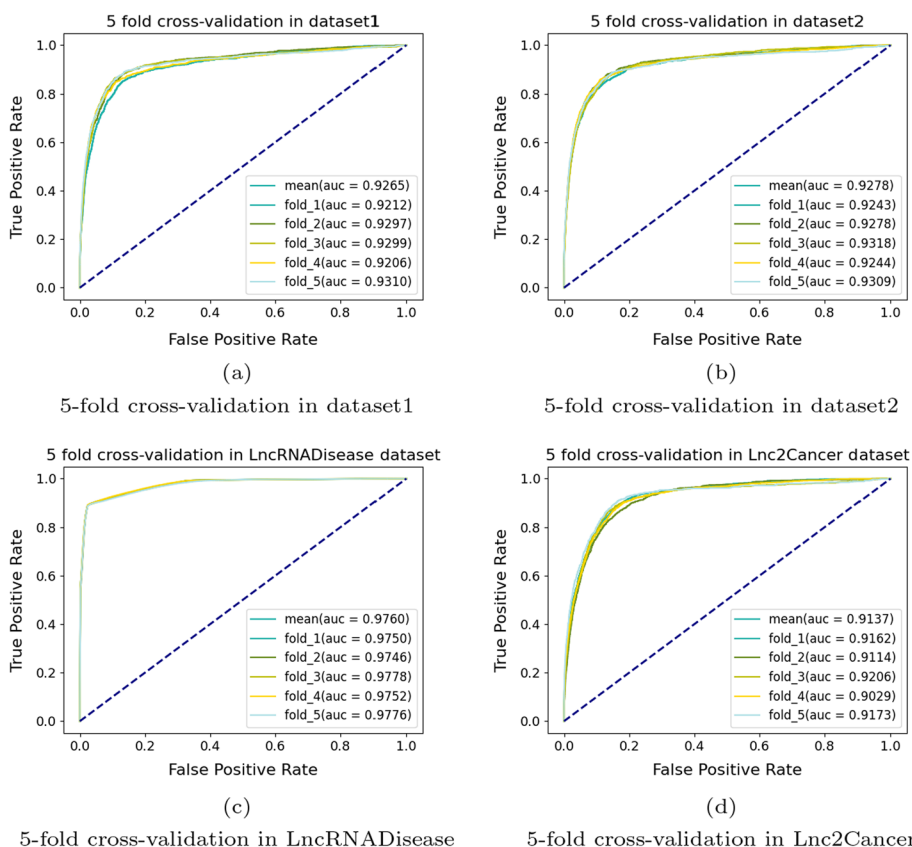 5 fold cross-validation in dataset1
1.0
0.8
0.6
0.4
0.2
0.0
True Positive Rate
mean(auc = 0.9265)
fold_1(auc = 0.9212)
fold_2(auc = 0.9297)
fold_3(auc = 0.9299)
fold_4(auc = 0.9206)
fold_5(auc = 0.9310)
0.0 0.2 0.4 0.6 0.8 1.0
False Positive Rate
(a)
5-fold cross-validation in dataset1
5 fold cross-validation in dataset2
1.0
0.8
0.6
0.4
0.2
0.0
True Positive Rate
mean(auc = 0.9278)
fold_1(auc = 0.9243)
fold_2(auc = 0.9278)
fold_3(auc = 0.9318)
fold_4(auc = 0.9244)
fold_5(auc = 0.9309)
0.0 0.2 0.4 0.6 0.8 1.0
False Positive Rate
(b)
5-fold cross-validation in dataset2
5 fold cross-validation in LncRNADisease dataset
1.0
0.8
0.6
0.4
0.2
0.0
True Positive Rate
mean(auc = 0.9760)
fold_1(auc = 0.9750)
fold_2(auc = 0.9746)
fold_3(auc = 0.9778)
fold_4(auc = 0.9752)
fold_5(auc = 0.9776)
0.0 0.2 0.4 0.6 0.8 1.0
False Positive Rate
(c)
5-fold cross-validation in LncRNADisease
5 fold cross-validation in Lnc2Cancer dataset
1.0
0.8
0.6
0.4
0.2
0.0
True Positive Rate
mean(auc = 0.9137)
fold_1(auc = 0.9162)
fold_2(auc = 0.9114)
fold_3(auc = 0.9206)
fold_4(auc = 0.9029)
fold_5(auc = 0.9173)
0.0 0.2 0.4 0.6 0.8 1.0
False Positive Rate
(d)
5-fold cross-validation in Lnc2Cancer